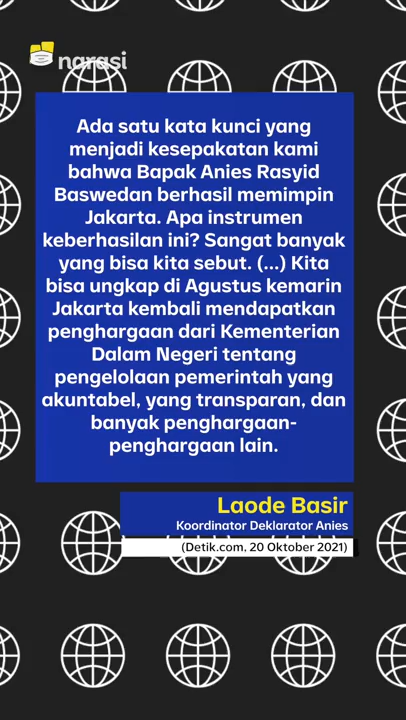 narasi
Ada satu kata kunci yang
menjadi kesepakatan kami
bahwa Bapak Anies Rasyid
Baswedan berhasil memimpin
Jakarta. Apa instrumen
keberhasilan ini? Sangat banyak
yang bisa kita sebut. (...) Kita
bisa ungkap di Agustus kemarin
Jakarta kembali mendapatkan
penghargaan dari Kementerian
Dalam Negeri tentang
pengelolaan pemerintah yang
akuntabel, yang transparan, dan
banyak penghargaan-
penghargaan lain.
Laode Basir
Koordinator Deklarator Anies
(Detik.com, 20 Oktober 2021)